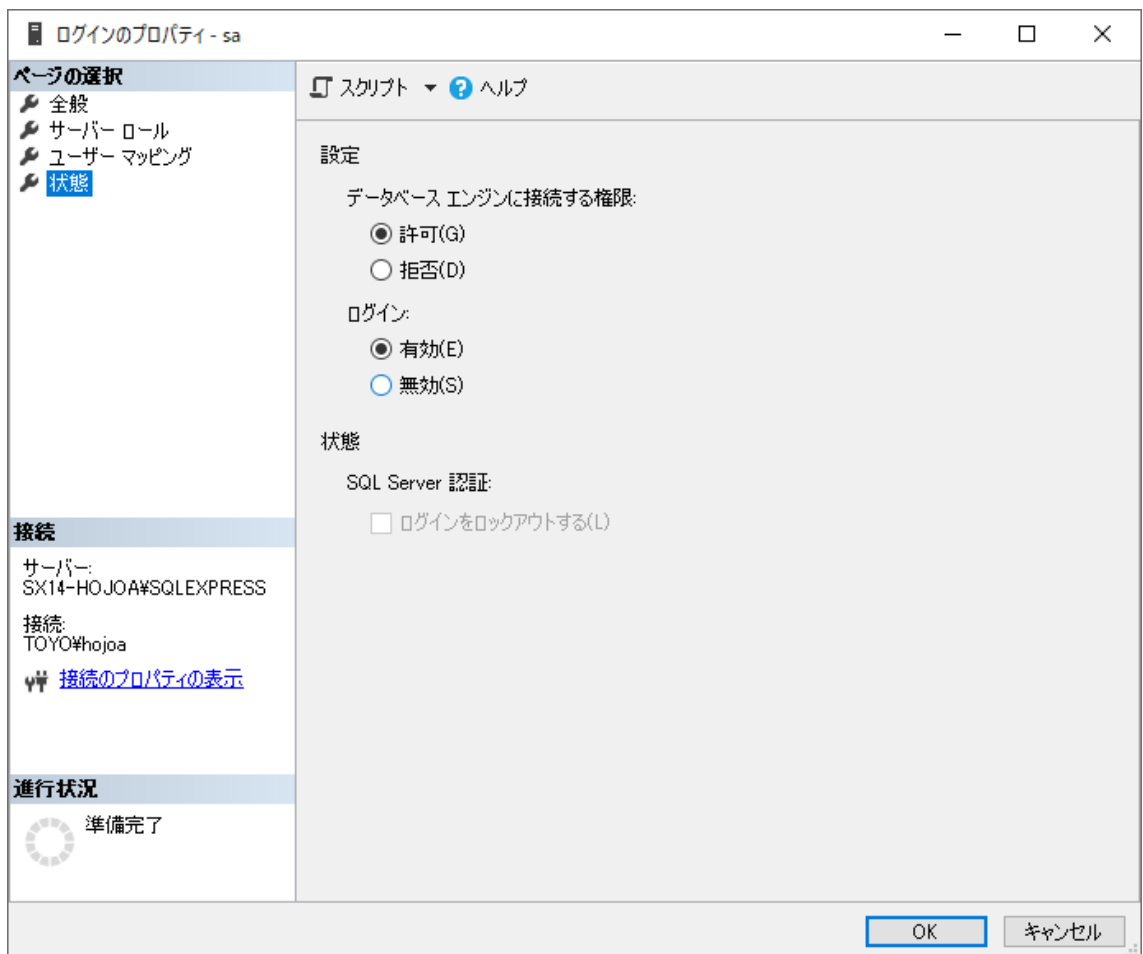 ログインのプロパティ - sa
ページの選択
全般
サーバー ロール
ユーザー マッピング
状態
接続
サーバー:
SX14-HOJOA¥SQLEXPRESS
接続:
TOYO¥hojoa
接続のプロパティの表示
進行状況
準備完了
スクリプト ヘルプ
設定
データベース エンジンに接続する権限:
許可(G)
拒否(D)
ログイン:
有効(E)
無効(S)
状態
SQL Server 認証:
ログインをロックアウトする(L)
OK キャンセル